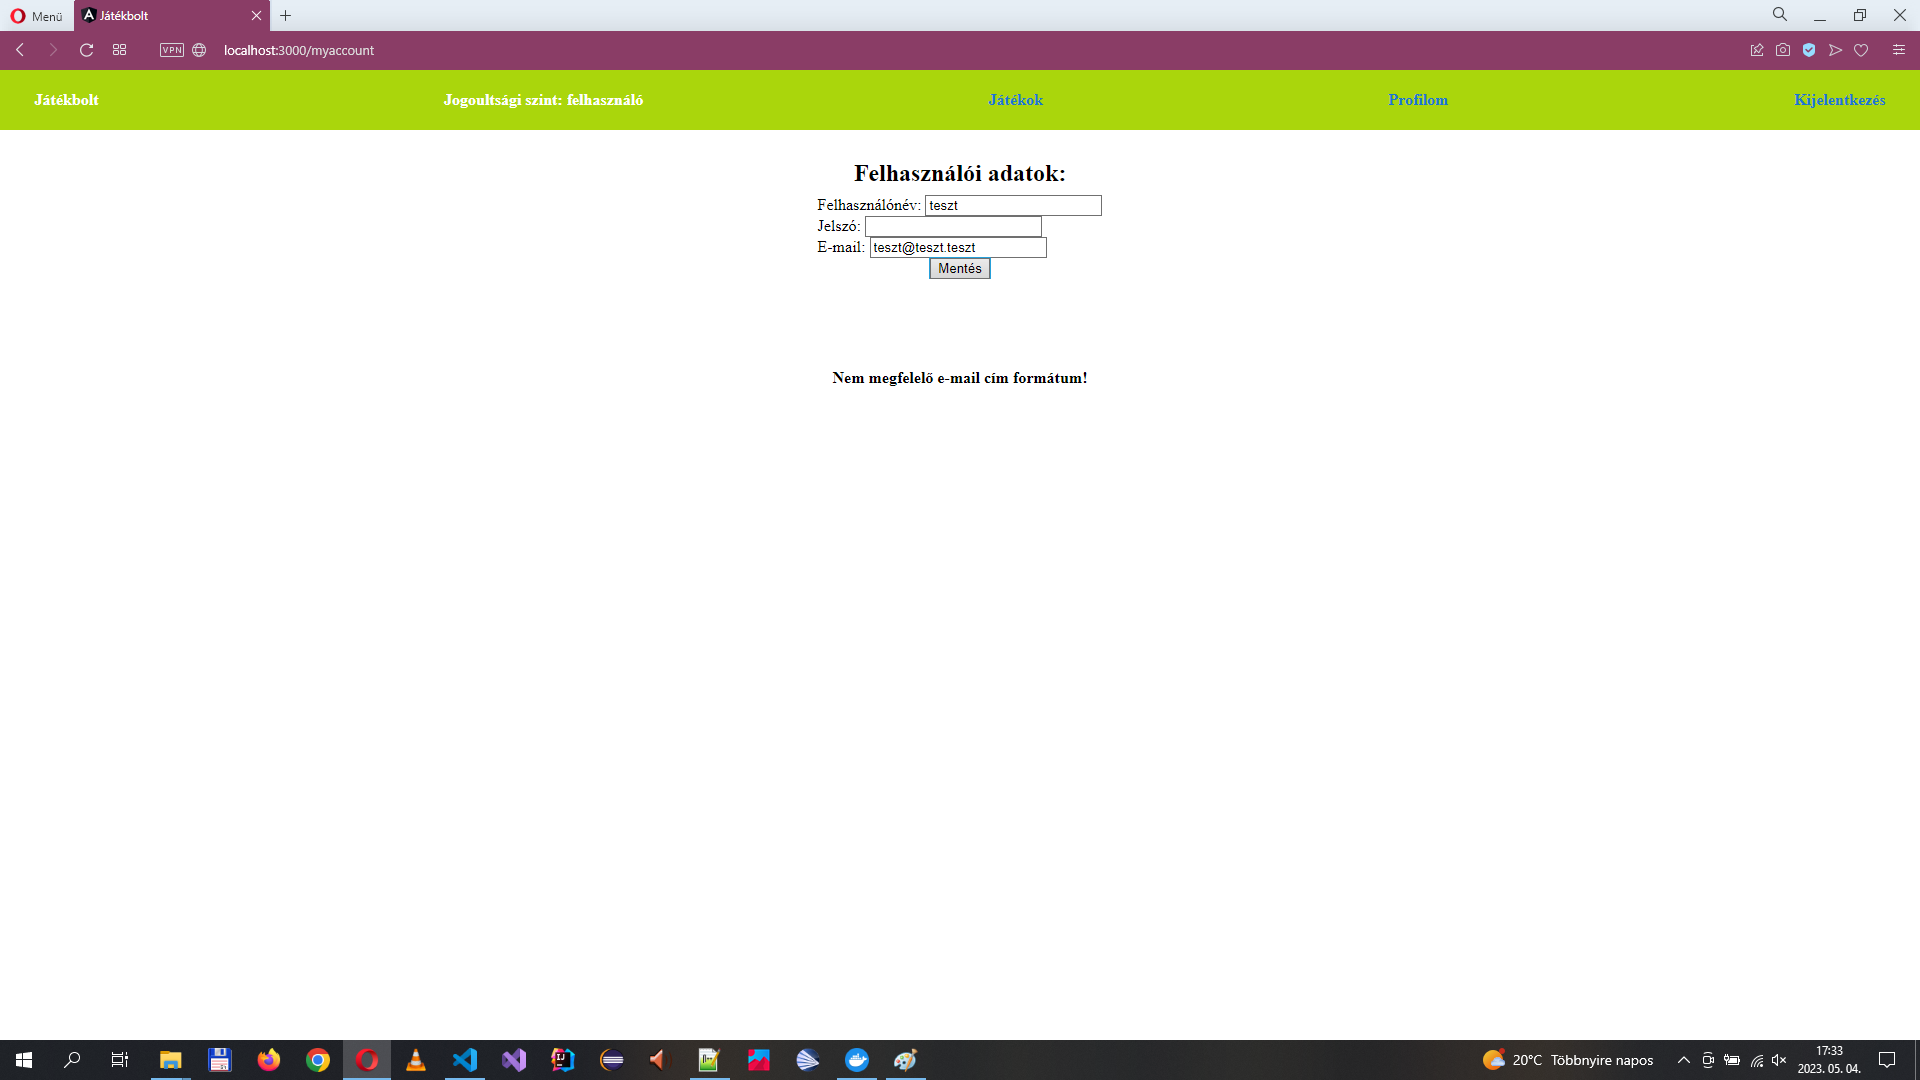 Menü
Játékbolt
VPN
localhost:3000/myaccount
Játékbolt
Jogoultsági szint: felhasználó
Játékok
Profilom
Kijelentkezés
Felhasználói adatok:
Felhasználónév: teszt
Jelszó:
E-mail: teszt@teszt.teszt
Mentés
Nem megfelelő e-mail cím formátum!
20°C Többnyire napos
17:33
2023. 05. 04.